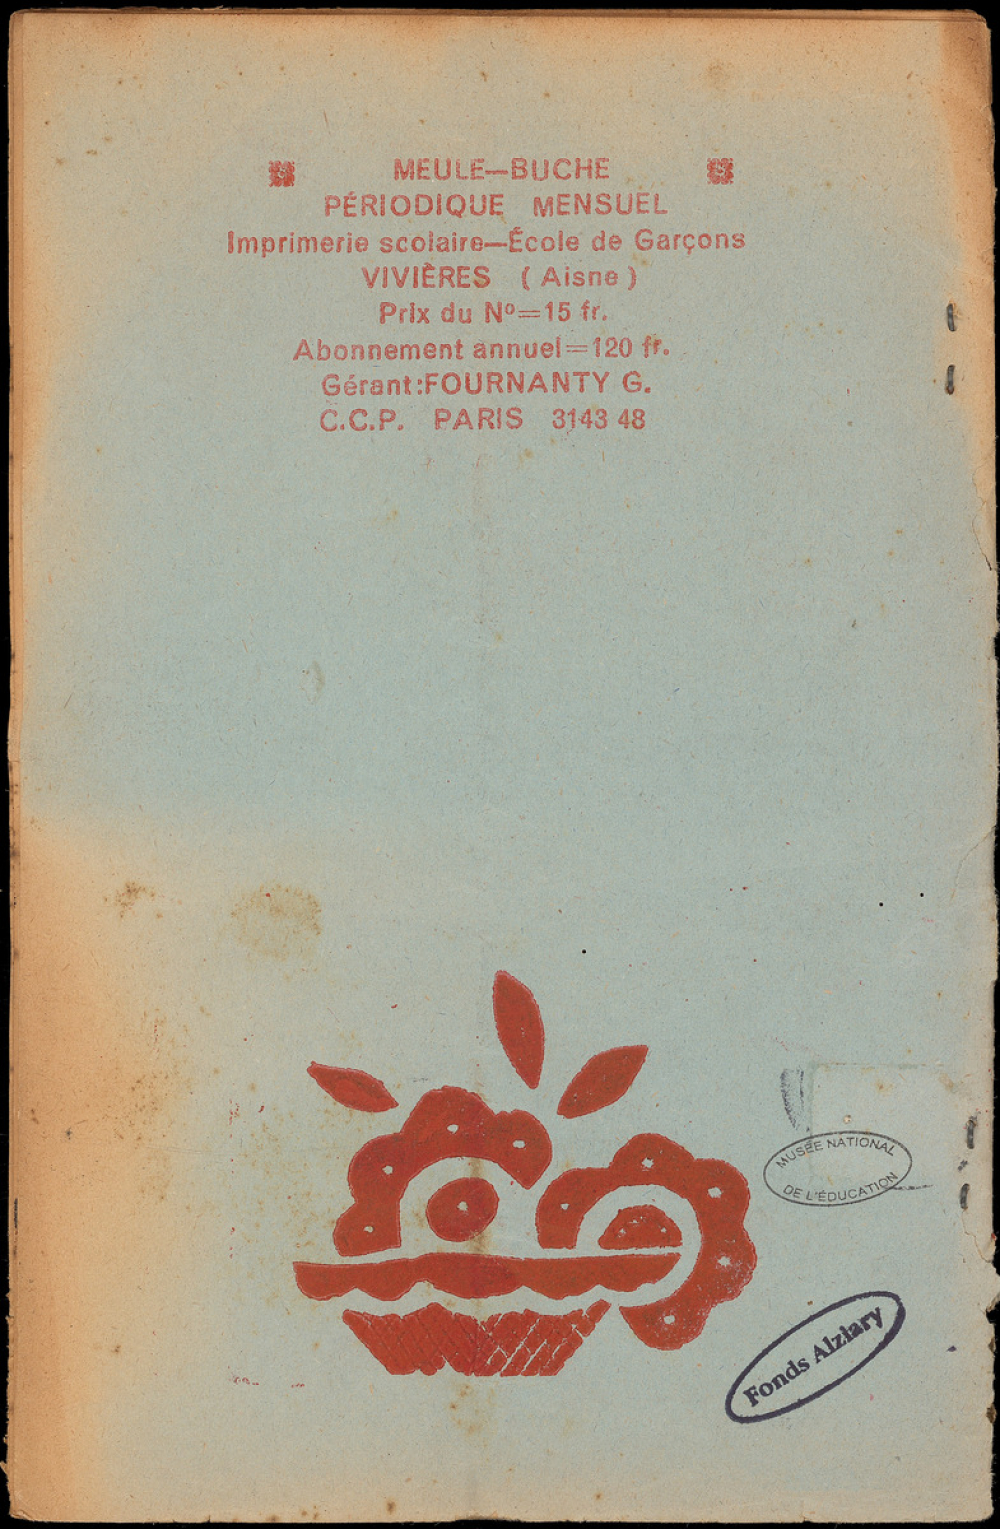 MEULE—BUCHE
PÉRIODIQUE MENSUEL
Imprimerie scolaire—École de Garçons
VIVIÈRES ( Aisne )
Prix du Nº=15 fr.
Abonnement annuel=120 fr.
Gérant:FOURNANTY G.
C.C.P. PARIS 3143 48
MUSÉE NATIONAL
DE L'ÉDUCATION
Fonds Alziary